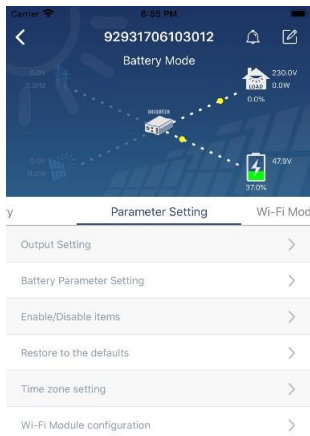 Carrier 6:55 PM
92931706103012
Battery Mode
0.0V
0.0Hz
230.0V
0.0W
LOAD
0.0%
INVERTER
0.0V
0.0W
47.9V
37.0%
y Parameter Setting Wi-Fi Mod
Output Setting
Battery Parameter Setting
Enable/Disable items
Restore to the defaults
Time zone setting
Wi-Fi Module configuration